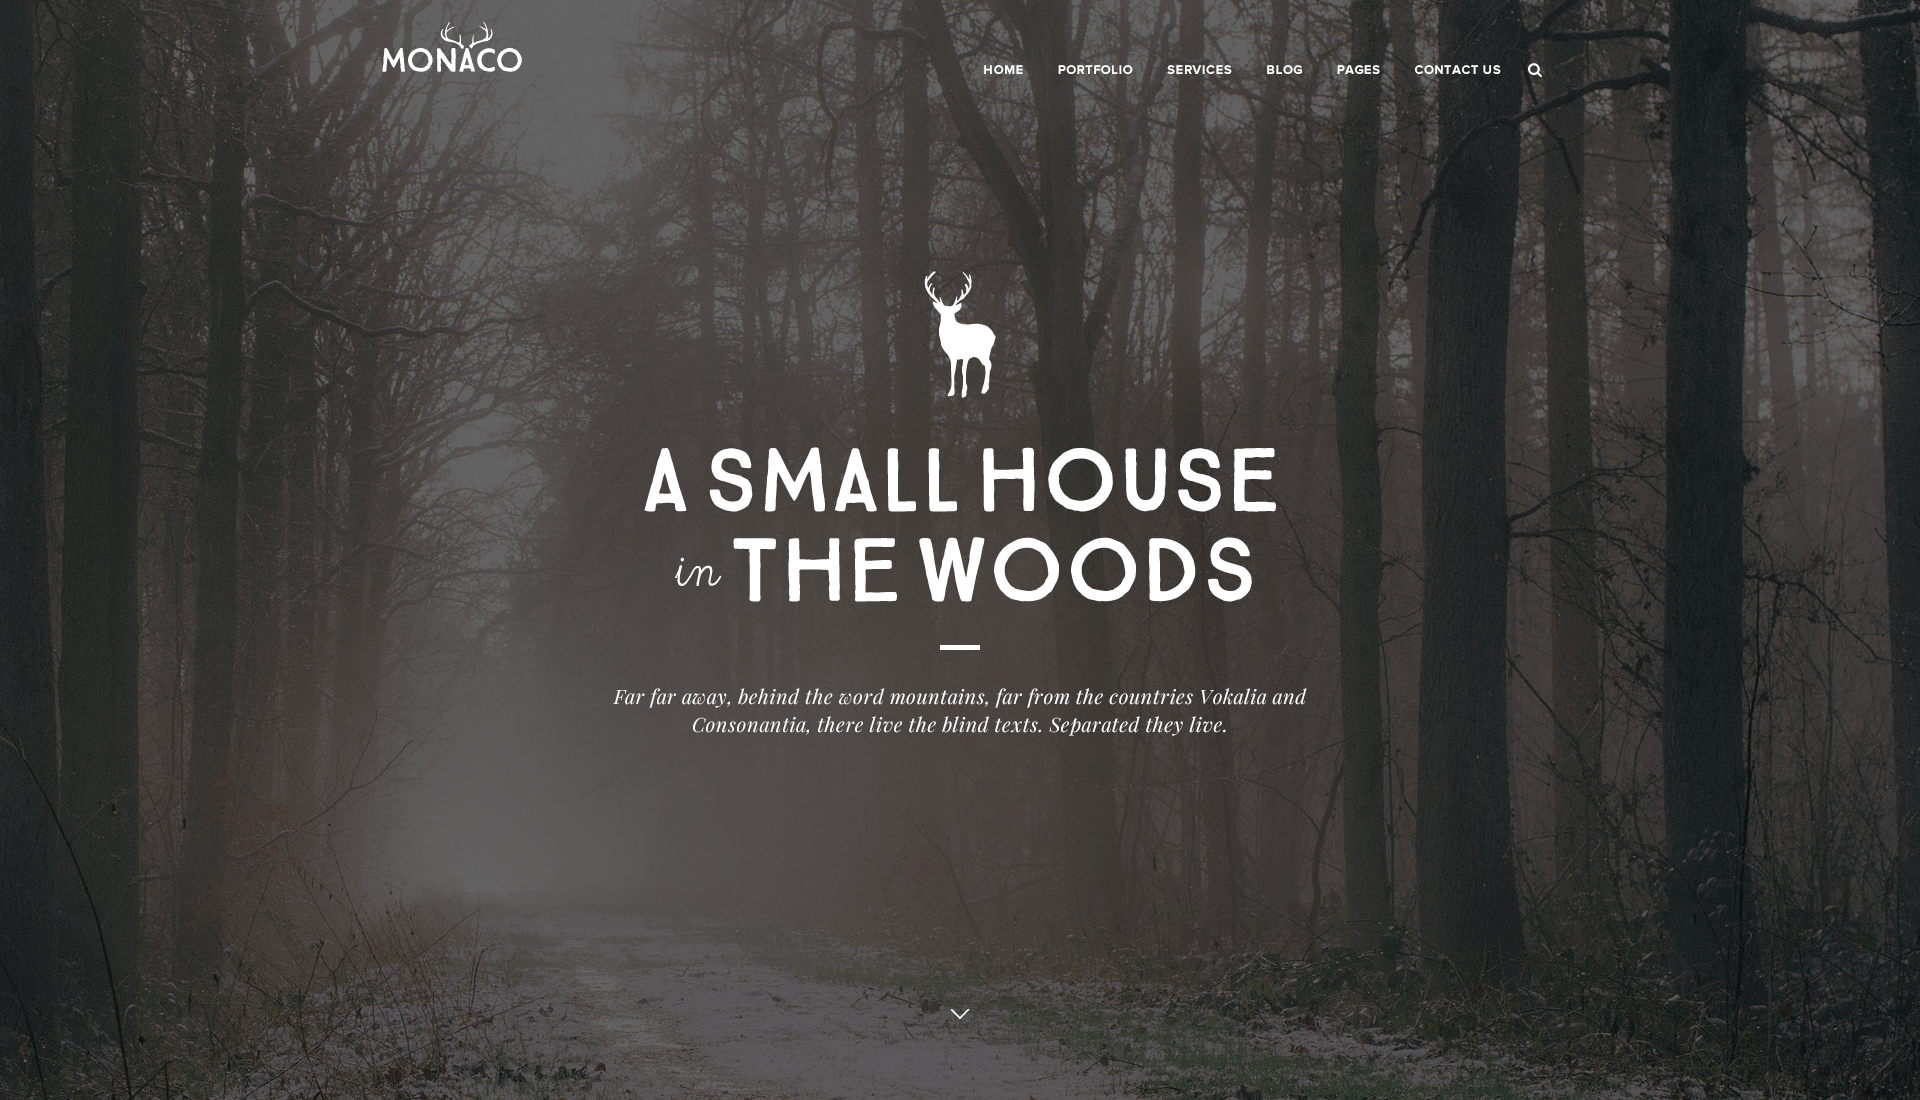 MONACO
HOME PORTFOLIO SERVICES BLOG PAGES CONTACT US
A SMALL HOUSE
in THE WOODS
Far far away, behind the word mountains, far from the countries Vokalia and
Consonantia, there live the blind texts. Separated they live.